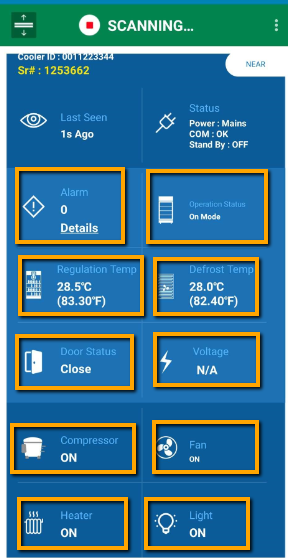 SCANNING...
Cooler ID : 0011223344
Sr# : 1253662
NEAR
Last Seen
1s Ago
Status
Power : Mains
COM : OK
Stand By : OFF
Alarm
0
Details
Operation Status
On Mode
Regulation Temp
28.5°C
(83.30°F)
Defrost Temp
28.0°C
(82.40°F)
Door Status
Close
Voltage
N/A
Compressor
ON
Fan
ON
Heater
ON
Light
ON